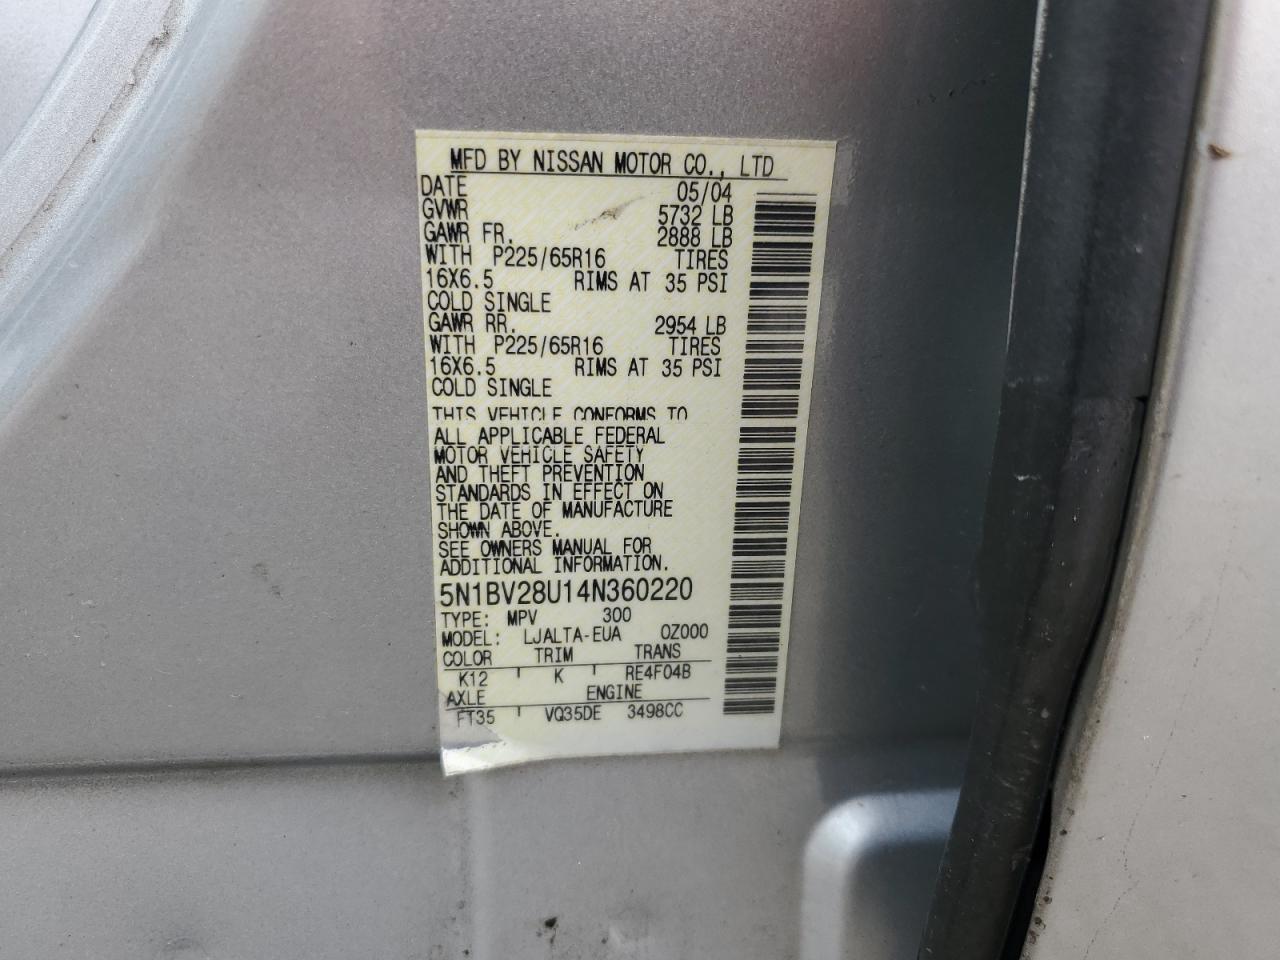 MFD BY NISSAN MOTOR CO., LTD
DATE 05/04
GVWR 5732 LB
GAWR FR. 2888 LB
WITH P225/65R16 TIRES
16X6.5 RIMS AT 35 PSI
COLD SINGLE
GAWR RR. 2954 LB
WITH P225/65R16 TIRES
16X6.5 RIMS AT 35 PSI
COLD SINGLE
THIS VEHICLE CONFORMS TO
ALL APPLICABLE FEDERAL
MOTOR VEHICLE SAFETY
AND THEFT PREVENTION
STANDARDS IN EFFECT ON
THE DATE OF MANUFACTURE
SHOWN ABOVE.
SEE OWNERS MANUAL FOR
ADDITIONAL INFORMATION.
5N1BV28U14N360220
TYPE: MPV 300
MODEL: LJALTA-EUA 0Z000
COLOR TRIM TRANS
K12 K RE4F04B
AXLE ENGINE
FT35 VQ35DE 3498CC